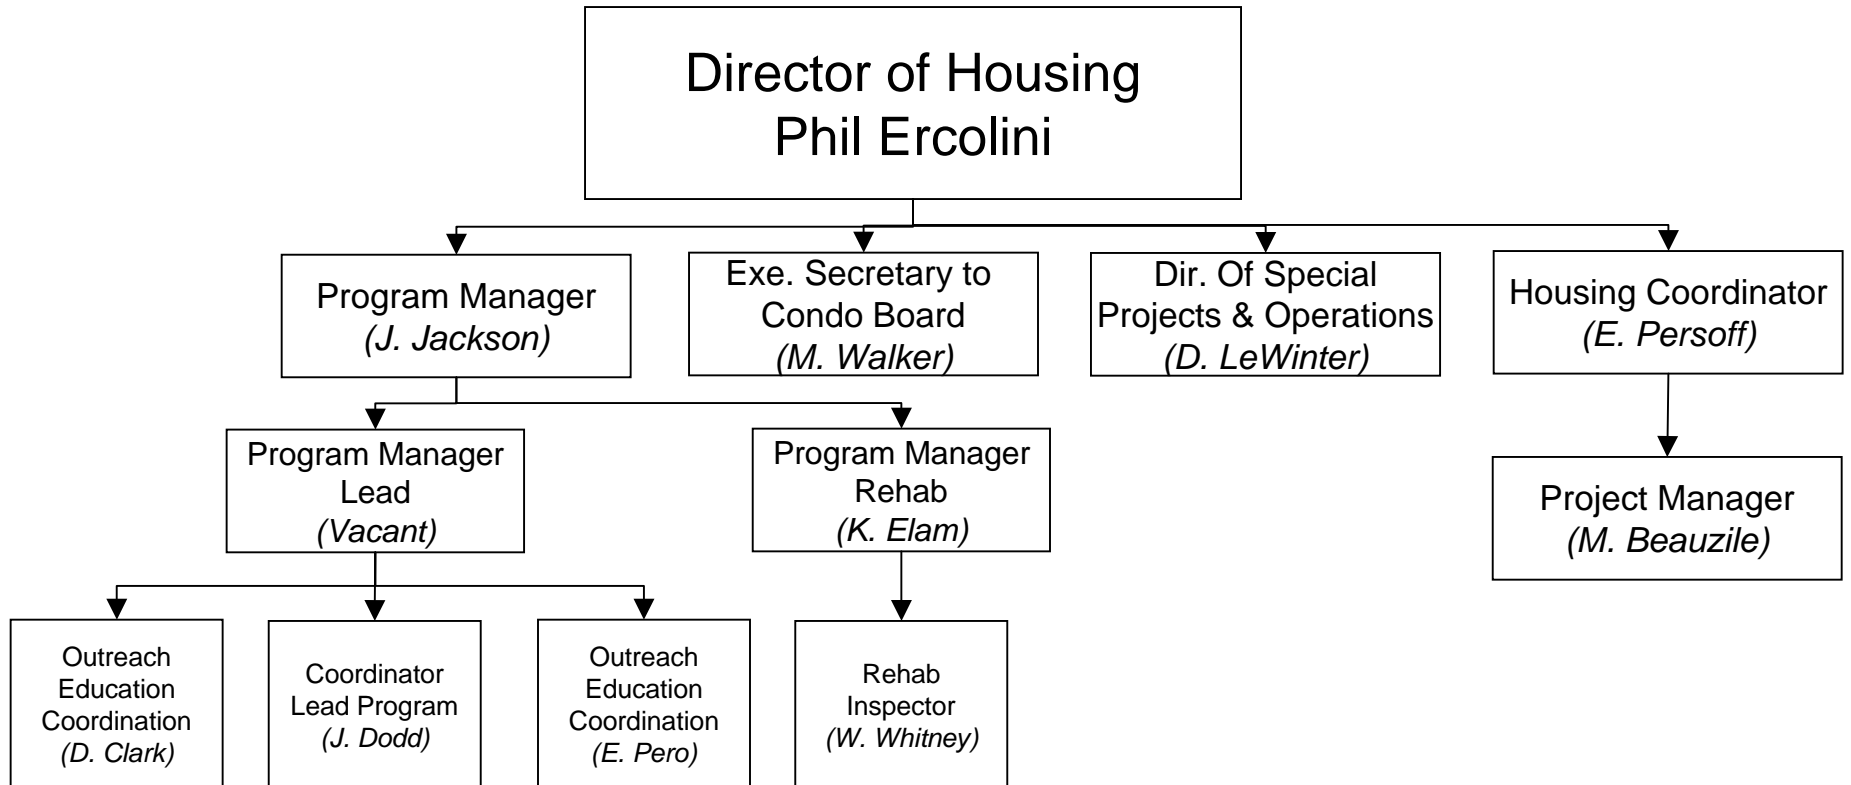 Director of Housing
Phil Ercolini
Program Manager
(J. Jackson)
Exe. Secretary to
Condo Board
(M. Walker)
Dir. Of Special
Projects & Operations
(D. LeWinter)
Housing Coordinator
(E. Persoff)
Program Manager
Lead
(Vacant)
Program Manager
Rehab
(K. Elam)
Project Manager
(M. Beauzile)
Outreach
Education
Coordination
(D. Clark)
Coordinator
Lead Program
(J. Dodd)
Outreach
Education
Coordination
(E. Pero)
Rehab
Inspector
(W. Whitney)